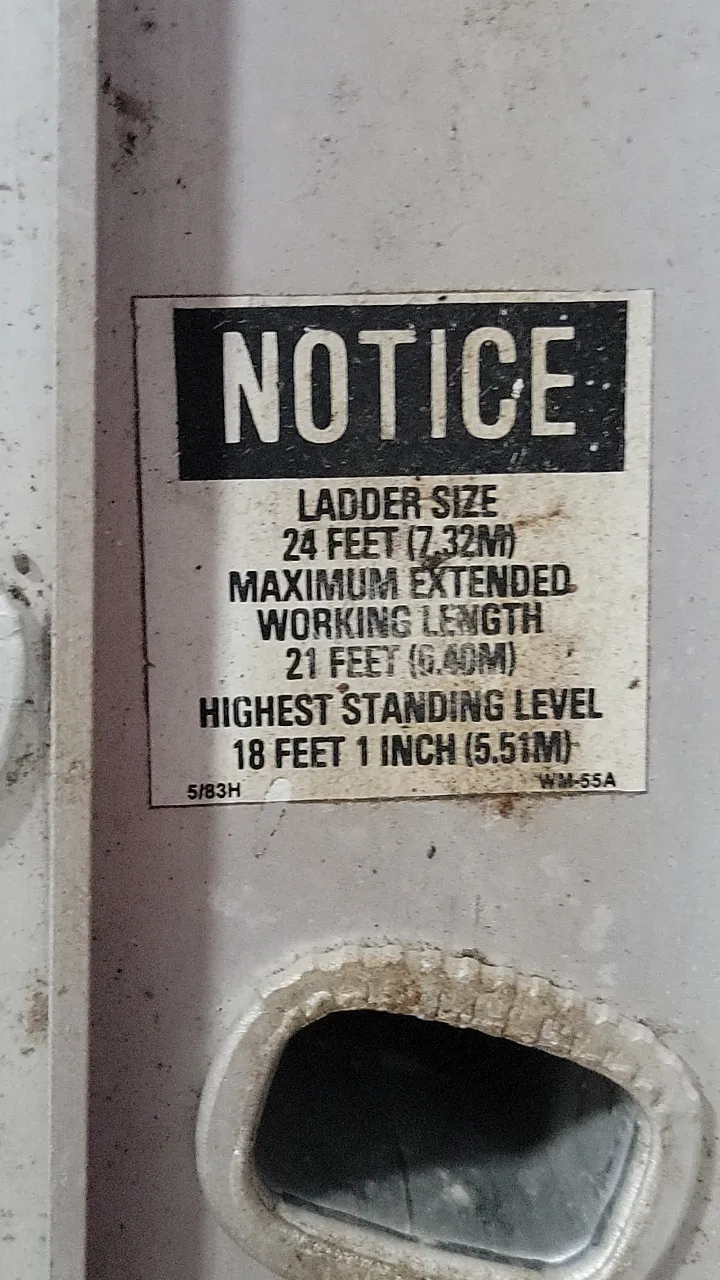 NOTICE
LADDER SIZE
24 FEET (7.32M)
MAXIMUM EXTENDED
WORKING LENGTH
21 FEET (6.40M)
HIGHEST STANDING LEVEL
18 FEET 1 INCH (5.51M)
5/83H WM-55A